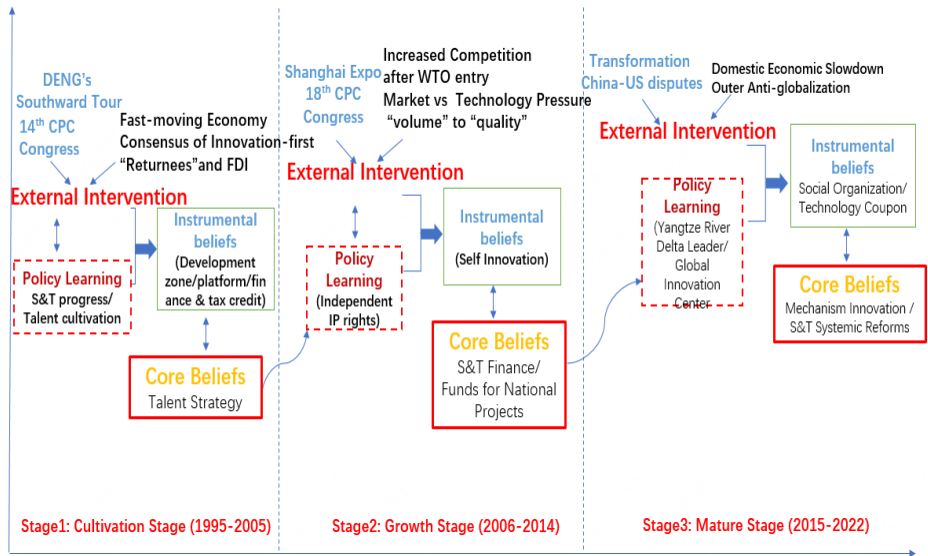 DENG's
Southward Tour
14th CPC
Congress
Fast-moving Economy
Consensus of Innovation-first
“Returnees”and FDI
External Intervention
Policy Learning
S&T progress/
Talent cultivation
Instrumental
beliefs
(Development
zone/platform/fin
ance & tax credit)
Core Beliefs
Talent Strategy
Stage1: Cultivation Stage (1995-2005)
Shanghai Expo
18th CPC
Congress
Increased Competition
after WTO entry
Market vs Technology Pressure
“volume” to “quality”
External Intervention
Policy
Learning
(Independent
IP rights)
Instrumental
beliefs
(Self Innovation)
Core Beliefs
S&T Finance/
Funds for National
Projects
Stage2: Growth Stage (2006-2014)
Transformation
China-US disputes
Domestic Economic Slowdown
Outer Anti-globalization
External Intervention
Policy
Learning
(Yangtze River
Delta Leader/
Global
Innovation
Center
Instrumental
beliefs
Social Organization/
Technology Coupon
Core Beliefs
Mechanism Innovation /
S&T Systemic Reforms
Stage3: Mature Stage (2015-2022)